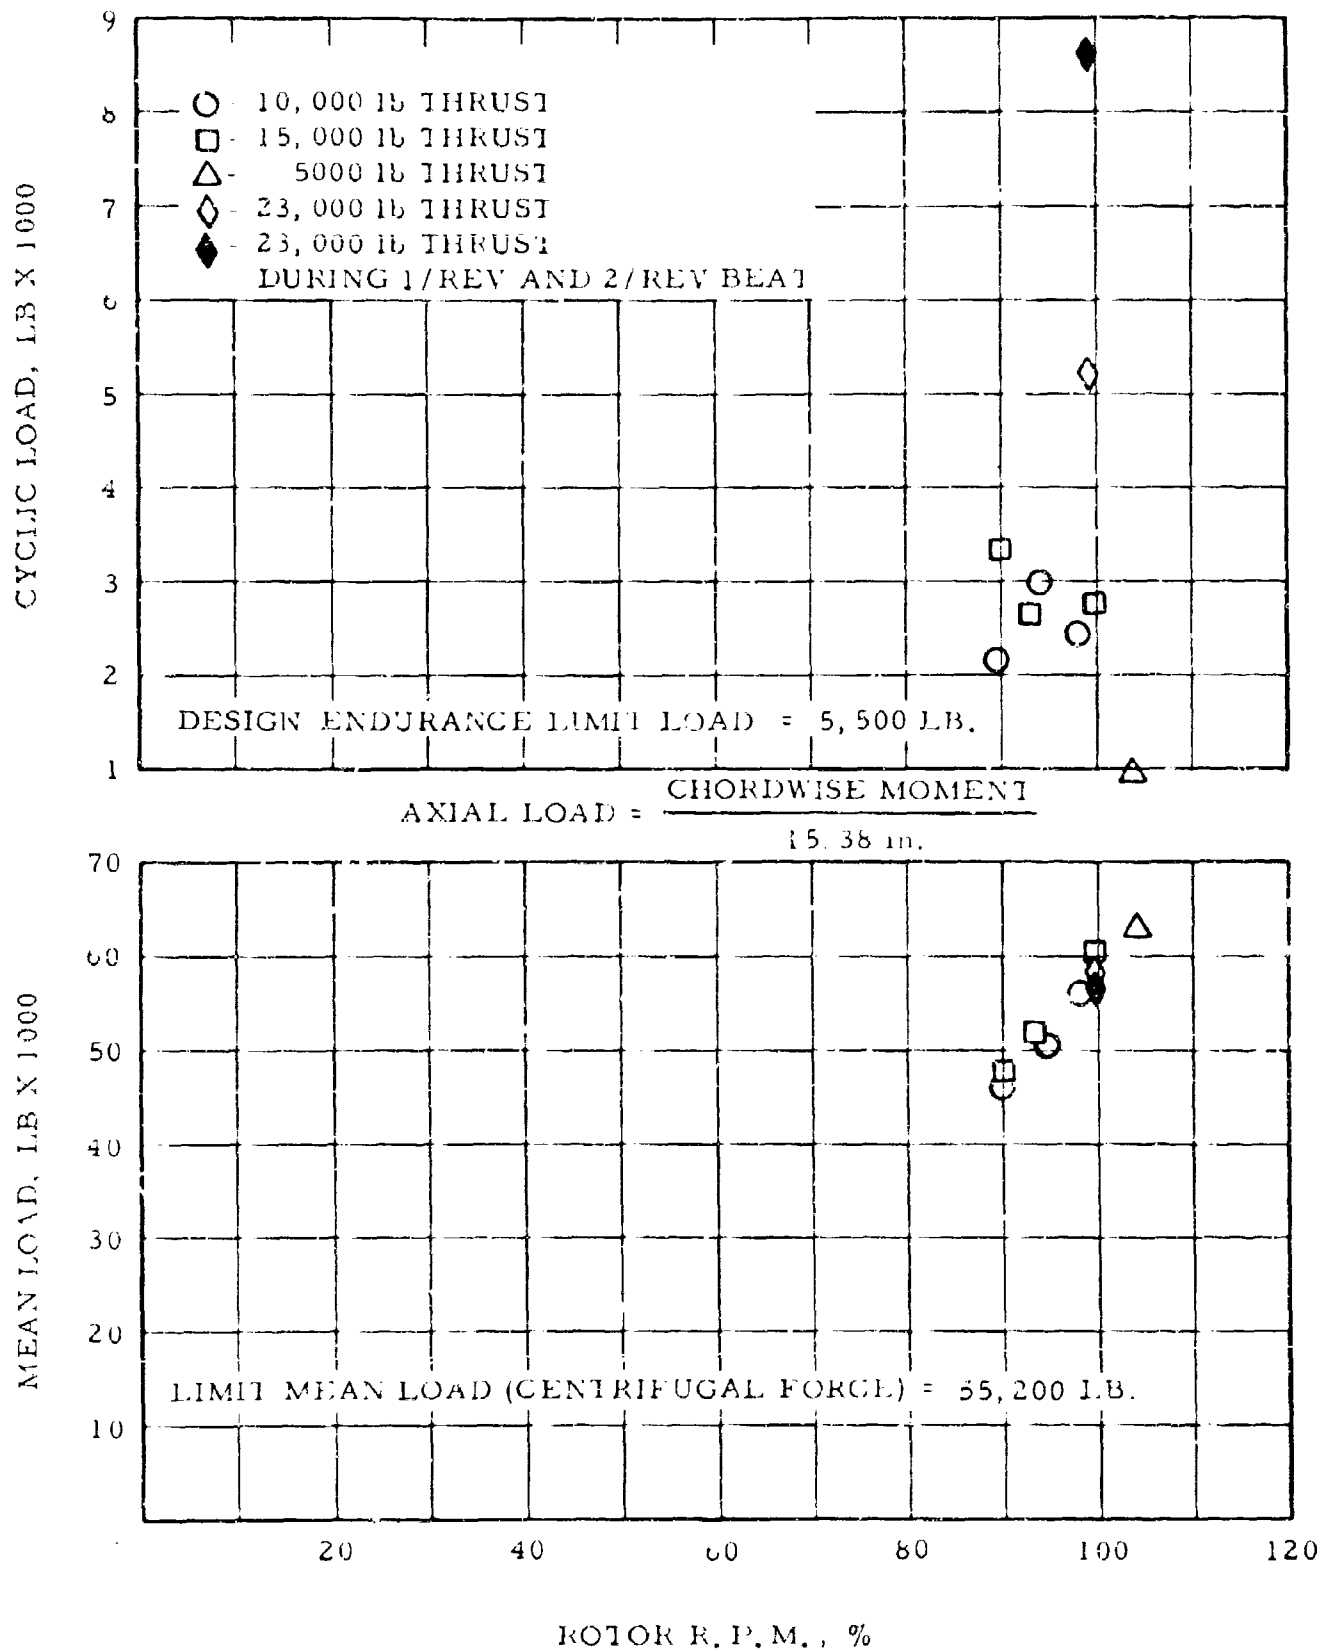 9
8
7
6
5
4
3
2
1
CYCLIC LOAD, LB X 1000
○ - 10,000 lb THRUST
□ - 15,000 lb THRUST
△ - 5000 lb THRUST
◇ - 23,000 lb THRUST
◆ - 23,000 lb THRUST
DURING 1/REV AND 2/REV BEAT
DESIGN ENDURANCE LIMIT LOAD = 5,500 LB.
AXIAL LOAD = CHORDWISE MOMENT
15.38 in.
70
60
50
40
30
20
10
MEAN LOAD, LB X 1000
LIMIT MEAN LOAD (CENTRIFUGAL FORCE) = 55,200 LB.
20 40 60 80 100 120
ROTOR R.P.M., %